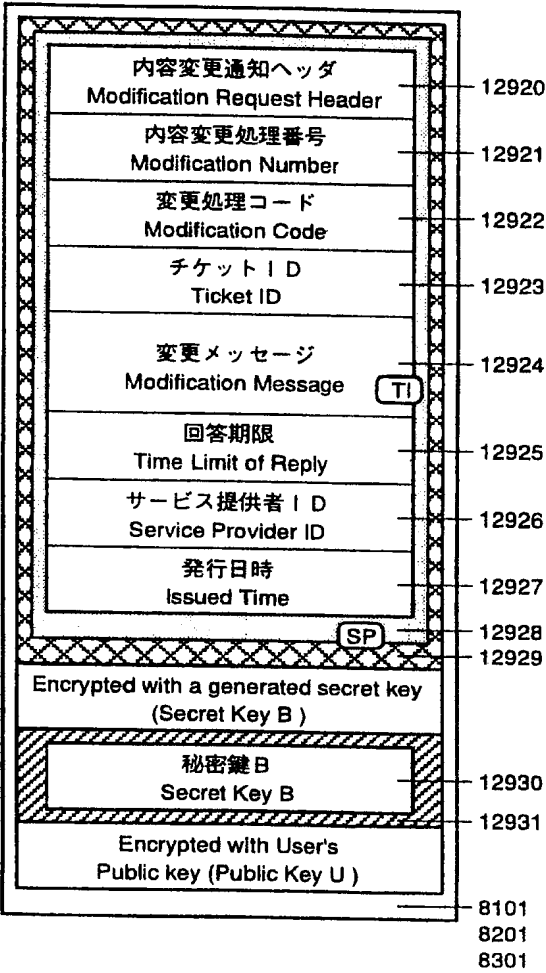 内容変更通知ヘッダ
Modification Request Header
12920
内容変更処理番号
Modification Number
12921
変更処理コード
Modification Code
12922
チケットID
Ticket ID
12923
変更メッセージ
Modification Message
12924
TI
回答期限
Time Limit of Reply
12925
サービス提供者ID
Service Provider ID
12926
発行日時
Issued Time
12927
SP
12928
12929
Encrypted with a generated secret key
(Secret Key B )
秘密鍵B
Secret Key B
12930
12931
Encrypted with User's
Public key (Public Key U )
8101
8201
8301